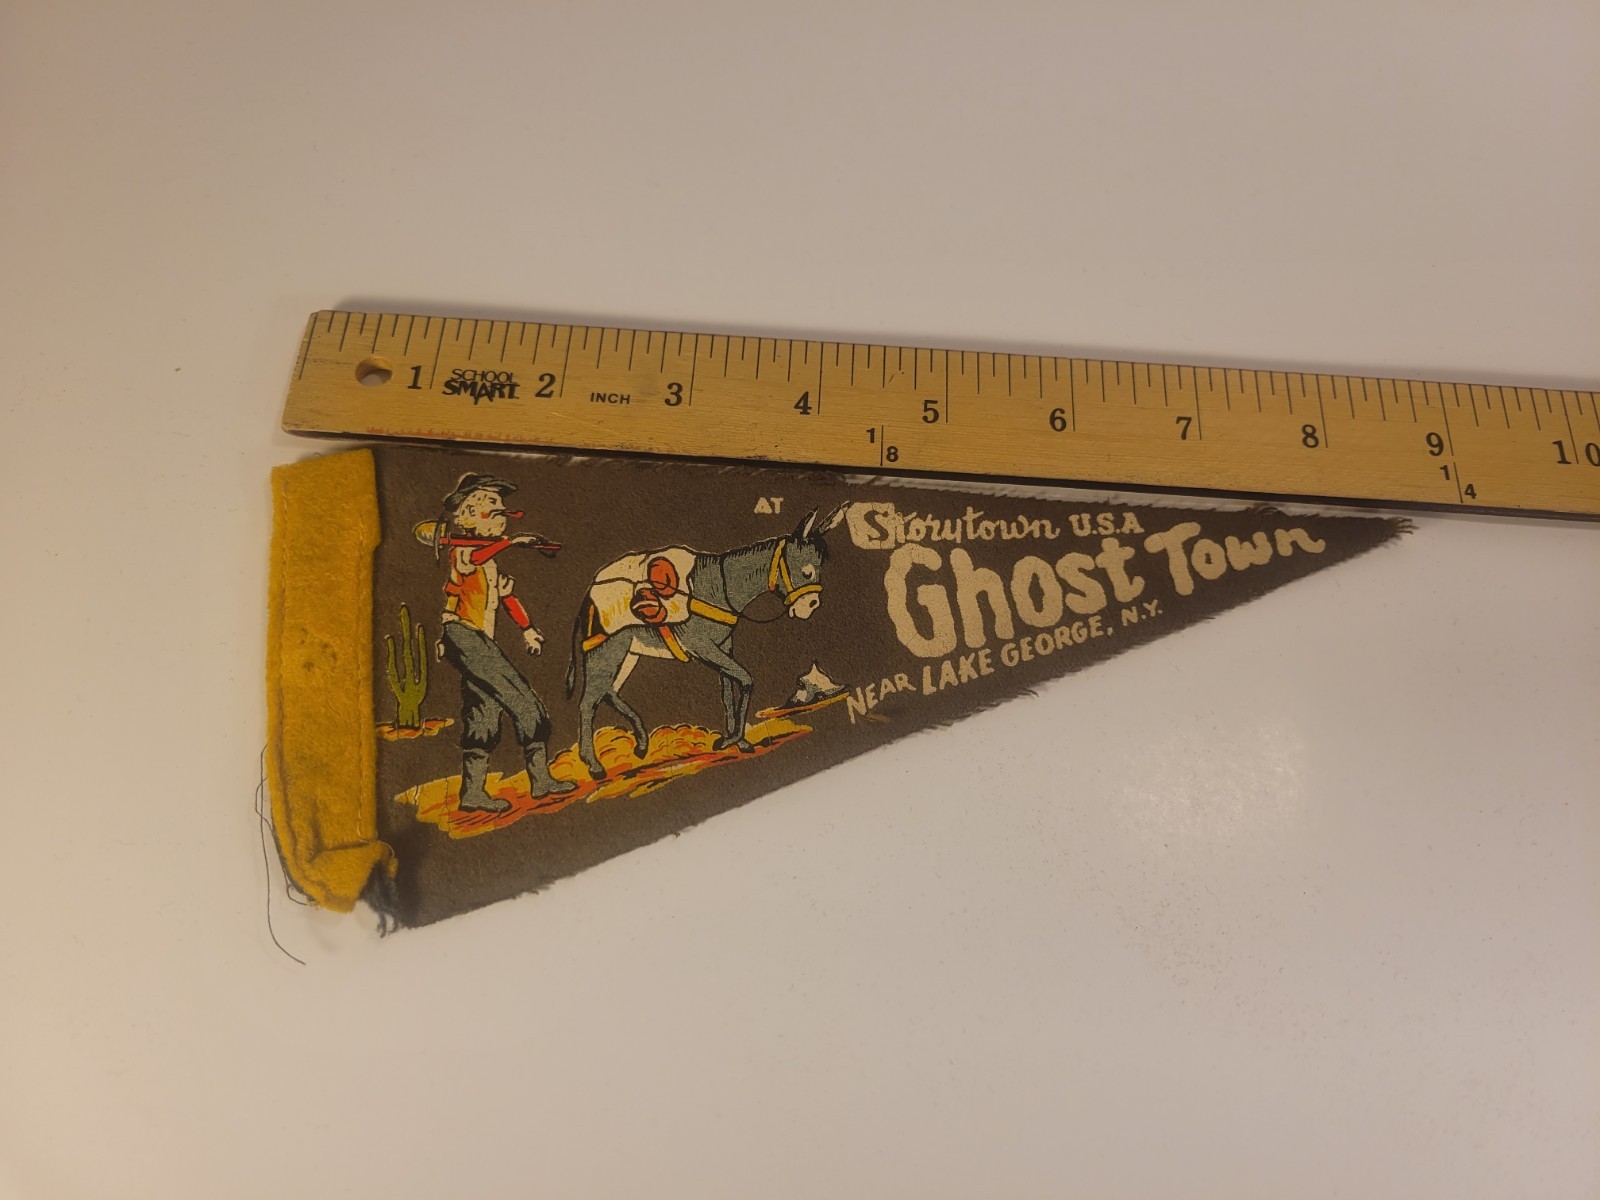 1 SCHOOL SMART 2 INCH 3 4 5 6 7 8 9 10
1 8
1 4
AT
Storytown U.S.A
Ghost Town
NEAR LAKE GEORGE, N.Y.